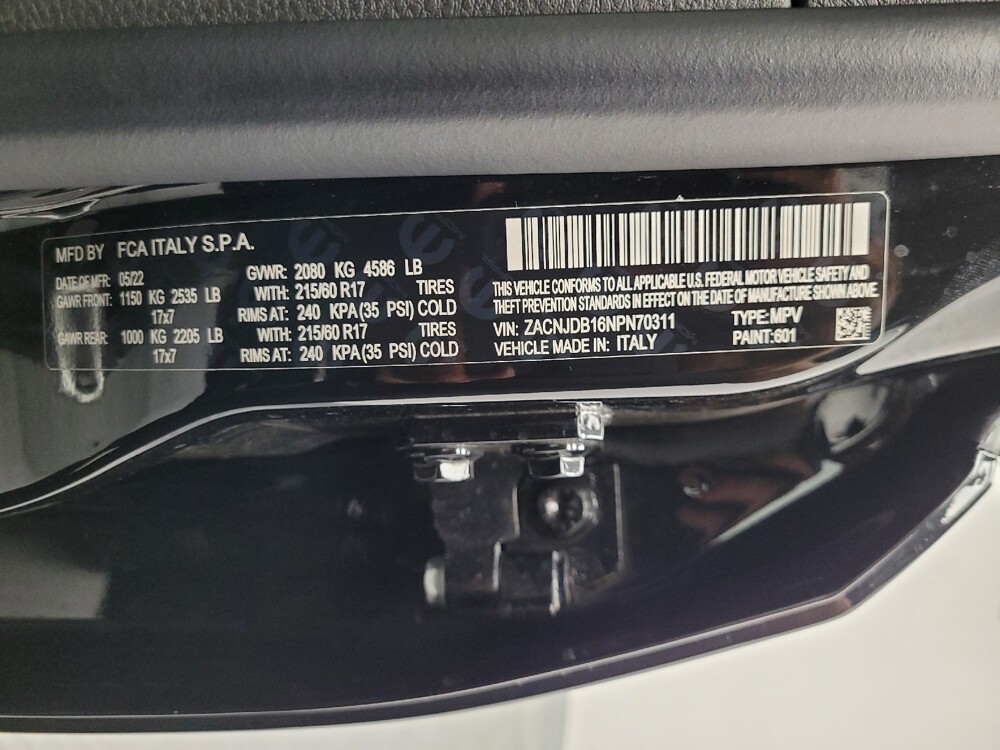 MFD BY FCA ITALY S.P.A.
DATE OF MFR: 05/22 GVWR: 2080 KG 4586 LB
GAWR FRONT: 1150 KG 2535 LB WITH: 215/60 R17 TIRES
17x7 RIMS AT: 240 KPA (35 PSI) COLD
GAWR REAR: 1000 KG 2205 LB WITH: 215/60 R17 TIRES
17x7 RIMS AT: 240 KPA (35 PSI) COLD
THIS VEHICLE CONFORMS TO ALL APPLICABLE U.S. FEDERAL MOTOR VEHICLE SAFETY AND
THEFT PREVENTION STANDARDS IN EFFECT ON THE DATE OF MANUFACTURE SHOWN ABOVE.
VIN: ZACNJDB16NPN70311 TYPE: MPV
VEHICLE MADE IN: ITALY PAINT: 601